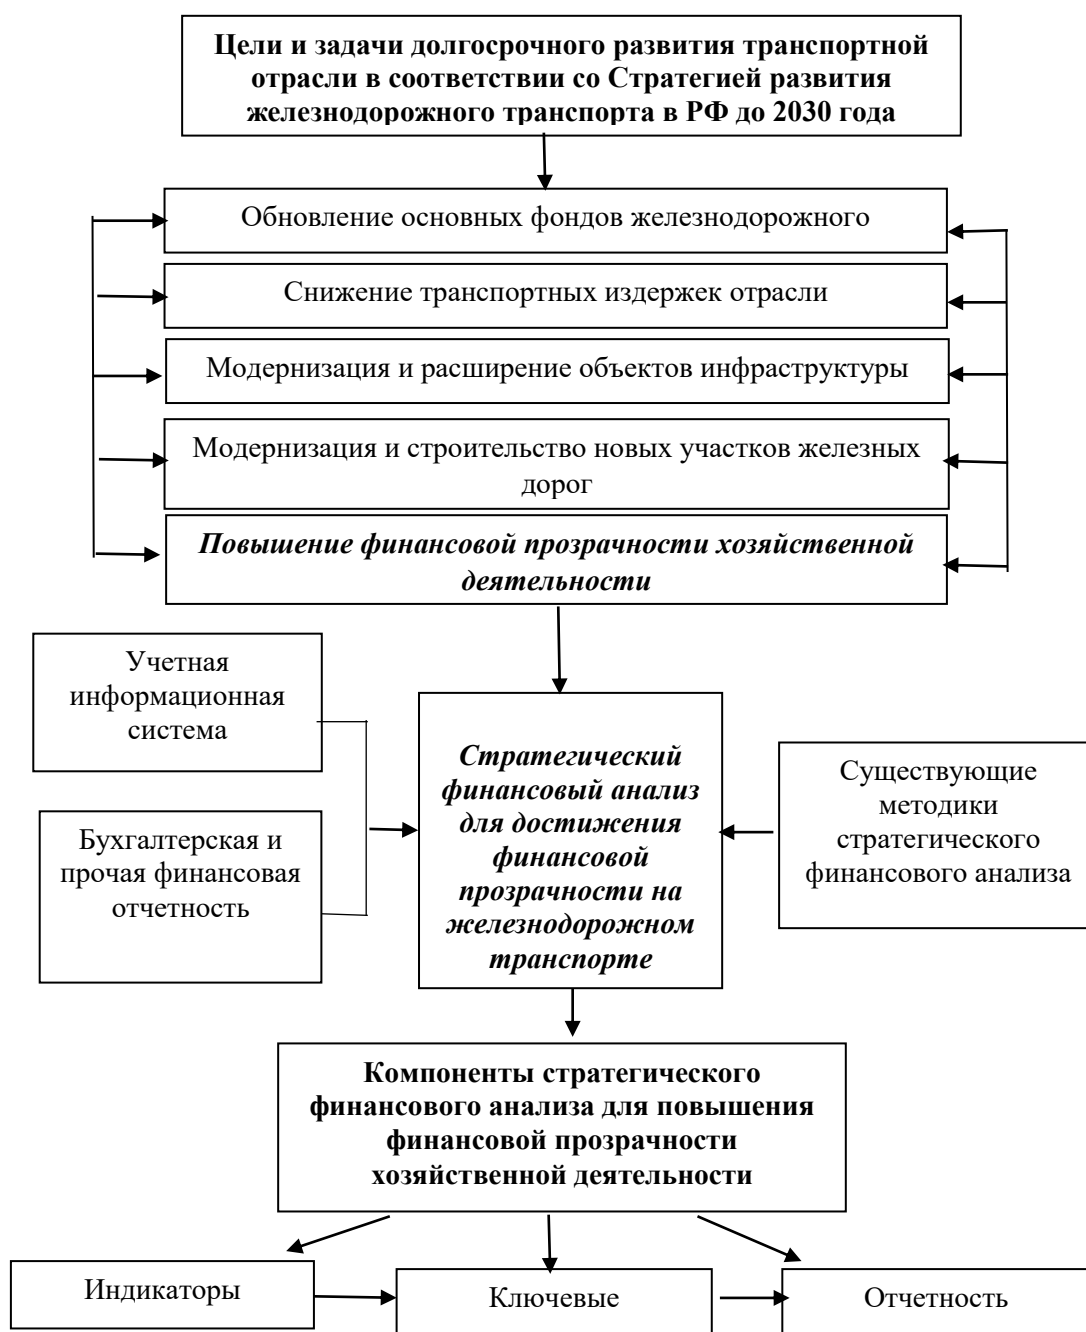 Цели и задачи долгосрочного развития транспортной
отрасли в соответствии со Стратегией развития
железнодорожного транспорта в РФ до 2030 года
Обновление основных фондов железнодорожного
Снижение транспортных издержек отрасли
Модернизация и расширение объектов инфраструктуры
Модернизация и строительство новых участков железных
дорог
Повышение финансовой прозрачности хозяйственной
деятельности
Учетная
информационная
система
Бухгалтерская и
прочая финансовая
отчетность
Стратегический
финансовый анализ
для достижения
финансовой
прозрачности на
железнодорожном
транспорте
Существующие
методики
стратегического
финансового анализа
Компоненты стратегического
финансового анализа для повышения
финансовой прозрачности
хозяйственной деятельности
Индикаторы
Ключевые
Отчетность